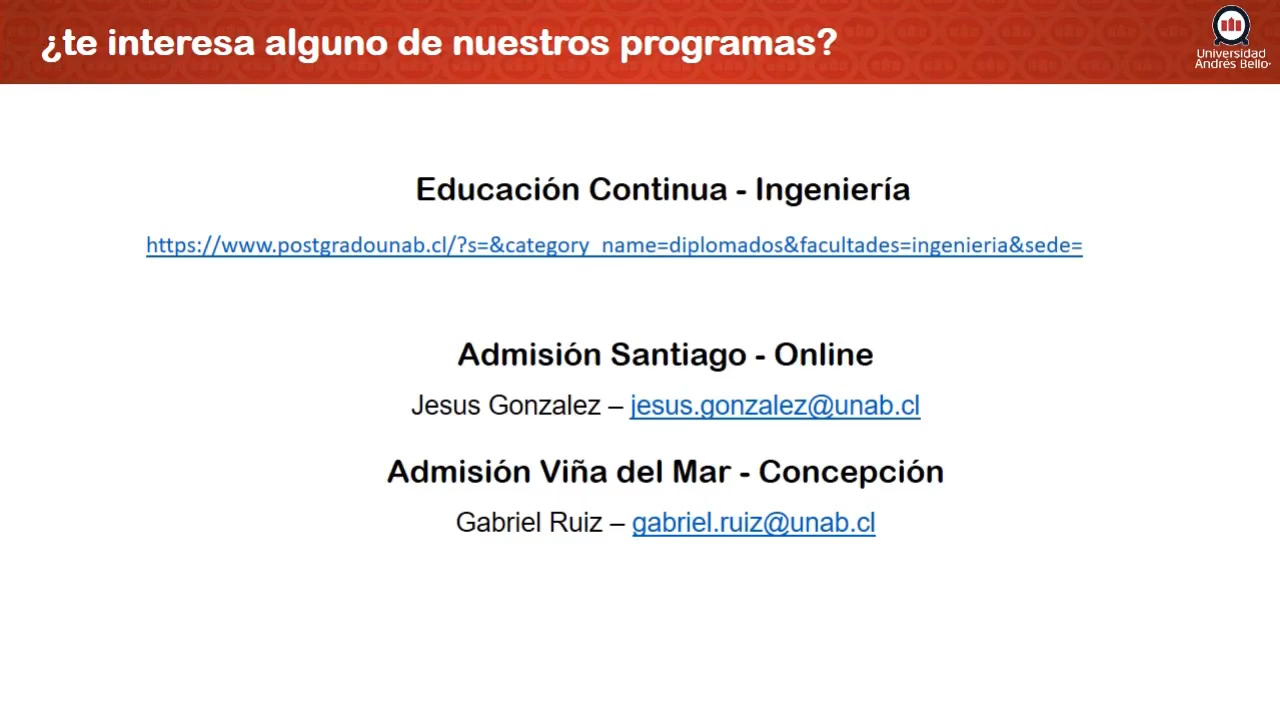 ¿te interesa alguno de nuestros programas?
Universidad
Andrés Bello
Educación Continua - Ingeniería
https://www.postgradounab.cl/?s=&category_name=diplomados&facultades=ingenieria&sede=
Admisión Santiago - Online
Jesus Gonzalez – jesus.gonzalez@unab.cl
Admisión Viña del Mar - Concepción
Gabriel Ruiz – gabriel.ruiz@unab.cl